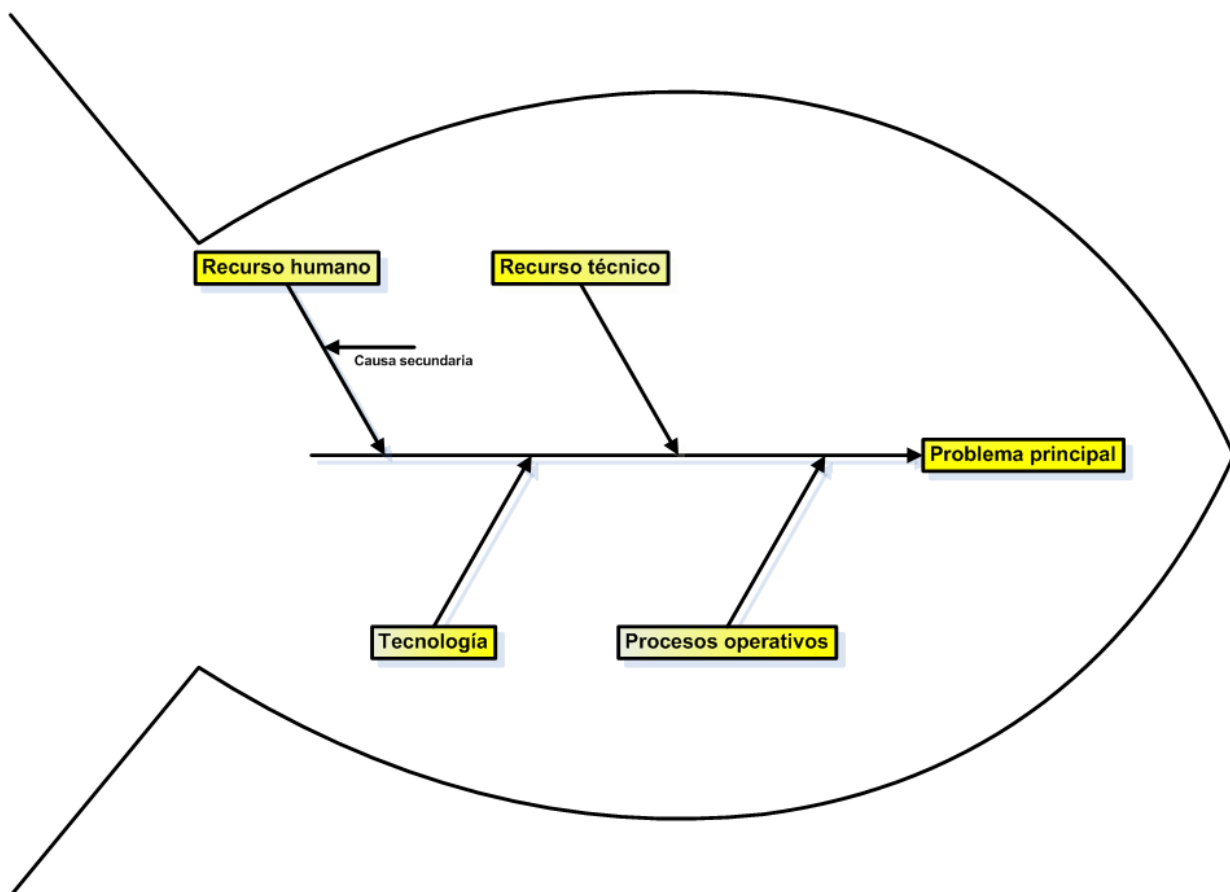 Recurso humano
Recurso técnico
Causa secundaria
Problema principal
Tecnología
Procesos operativos